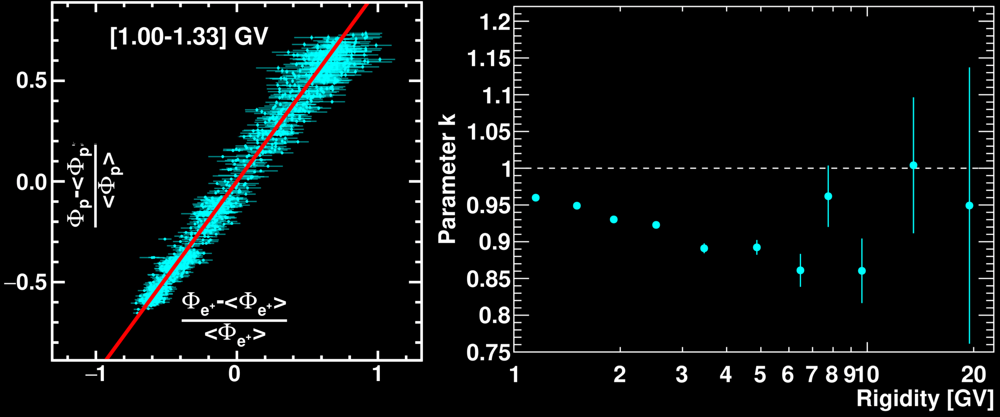 [1.00-1.33] GV
0.5
0.0
−0.5
Φp-<Φp>
<Φp>
Φe+-<Φe+>
<Φe+>
−1 0 1
Parameter k
1.2
1.15
1.1
1.05
1
0.95
0.9
0.85
0.8
0.75
1 2 3 4 5 6 7 8 910 20
Rigidity [GV]